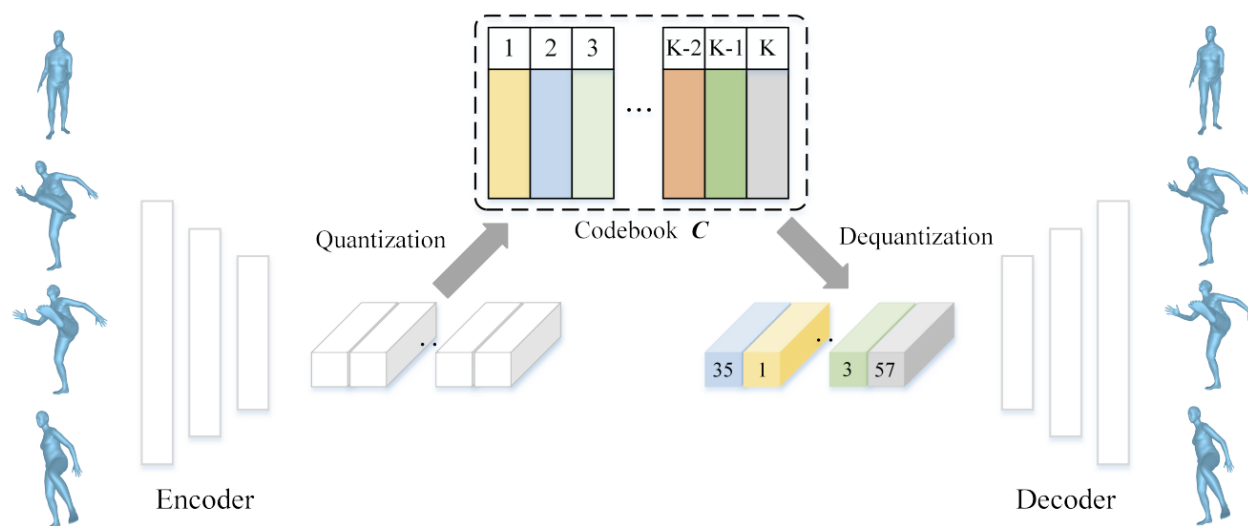 1 2 3 ... K-2 K-1 K
Quantization
Codebook C
Dequantization
..
..
35 1 3 57
Encoder
Decoder